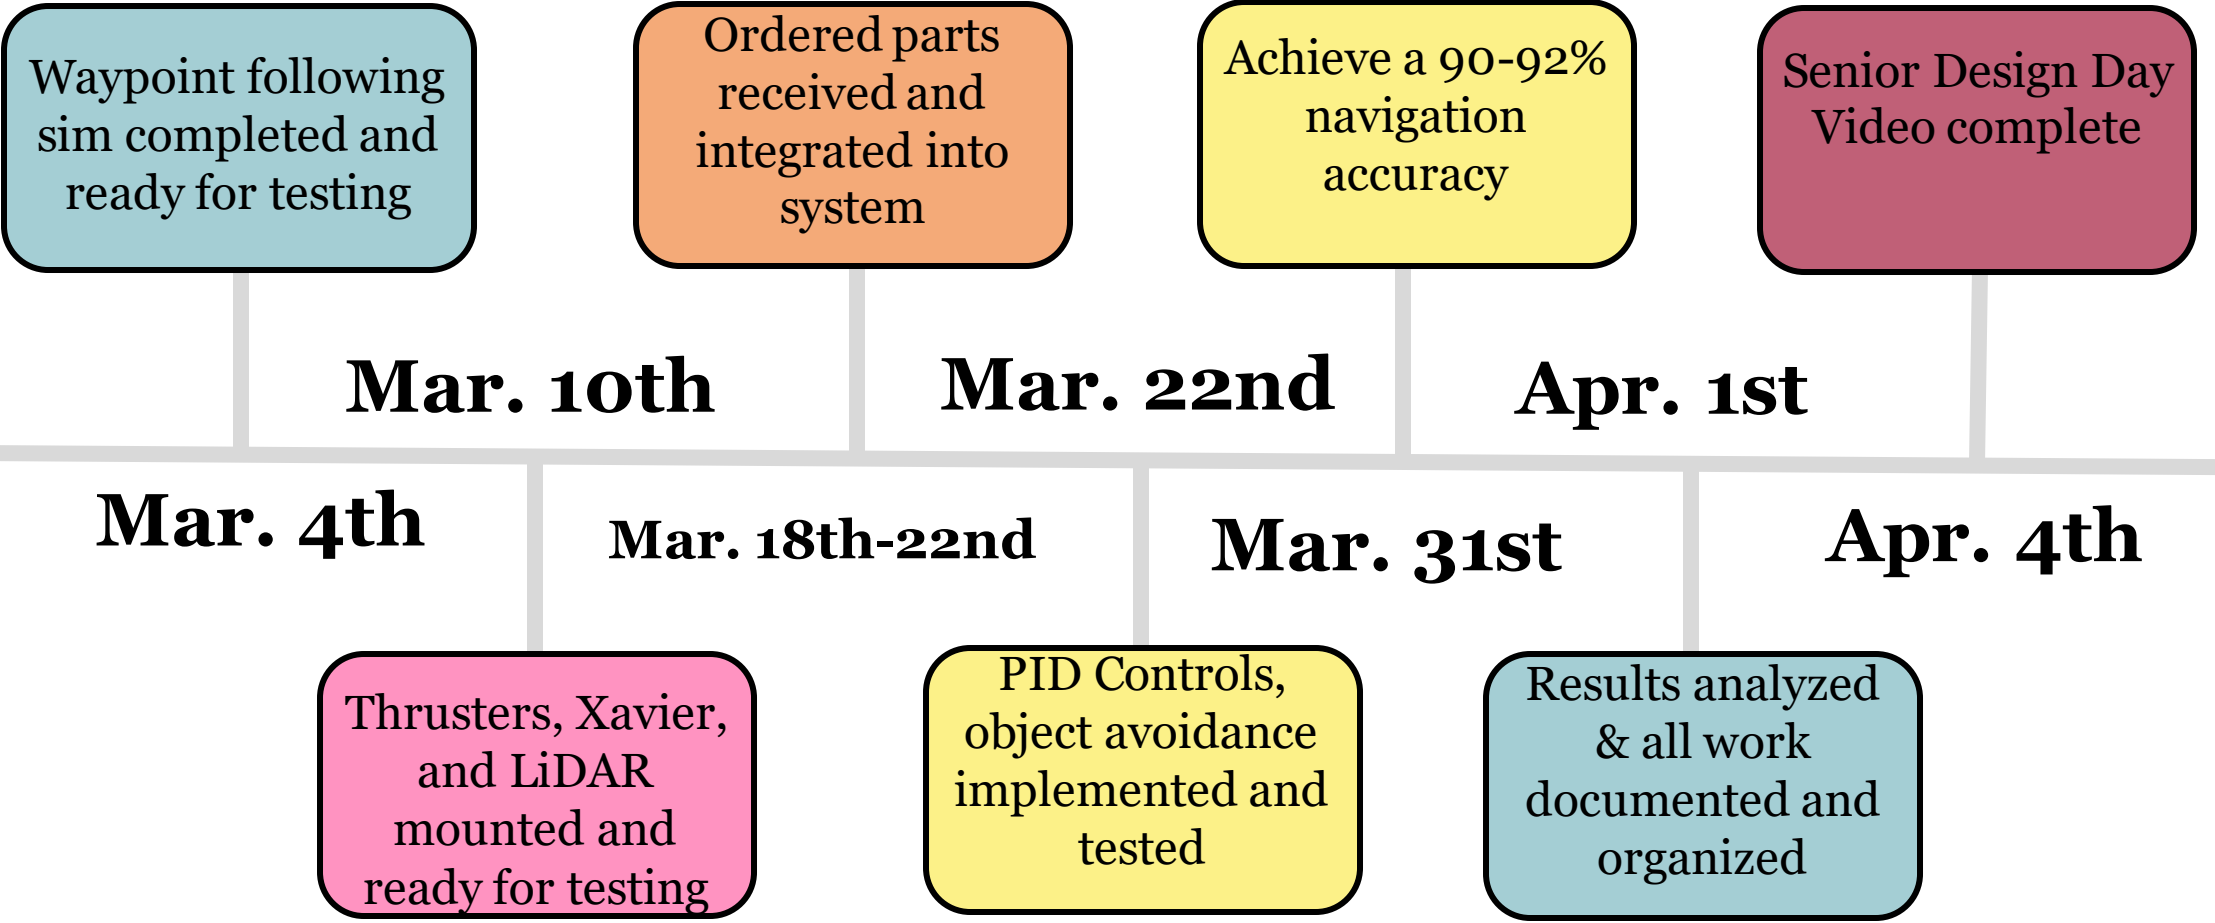 Waypoint following
sim completed and
ready for testing
Ordered parts
received and
integrated into
system
Achieve a 90-92%
navigation
accuracy
Senior Design Day
Video complete
Mar. 10th
Mar. 22nd
Apr. 1st
Mar. 4th
Mar. 18th-22nd
Mar. 31st
Apr. 4th
Thrusters, Xavier,
and LiDAR
mounted and
ready for testing
PID Controls,
object avoidance
implemented and
tested
Results analyzed
& all work
documented and
organized